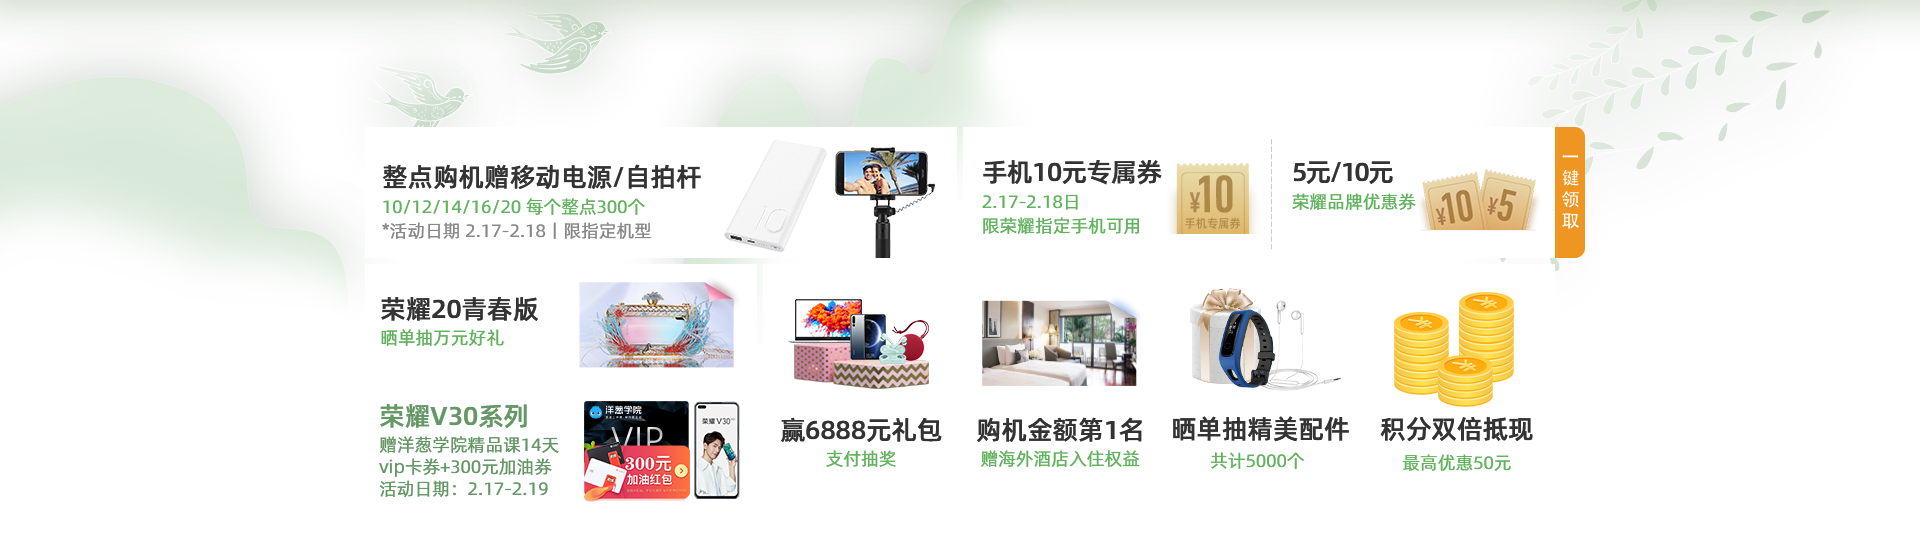 整点购机赠移动电源/自拍杆
10/12/14/16/20 每个整点300个
*活动日期 2.17-2.18丨限指定机型
10
手机10元专属券
2.17-2.18日
限荣耀指定手机可用
¥10
手机专属券
5元/10元
荣耀品牌优惠券
¥10
¥5
一键领取
荣耀20青春版
晒单抽万元好礼
荣耀V30系列
赠洋葱学院精品课14天
vip卡券+300元加油券
活动日期：2.17-2.19
洋葱学院
VIP
300元
加油红包
荣耀V30
赢6888元礼包
支付抽奖
购机金额第1名
赠海外酒店入住权益
晒单抽精美配件
共计5000个
积分双倍抵现
最高优惠50元